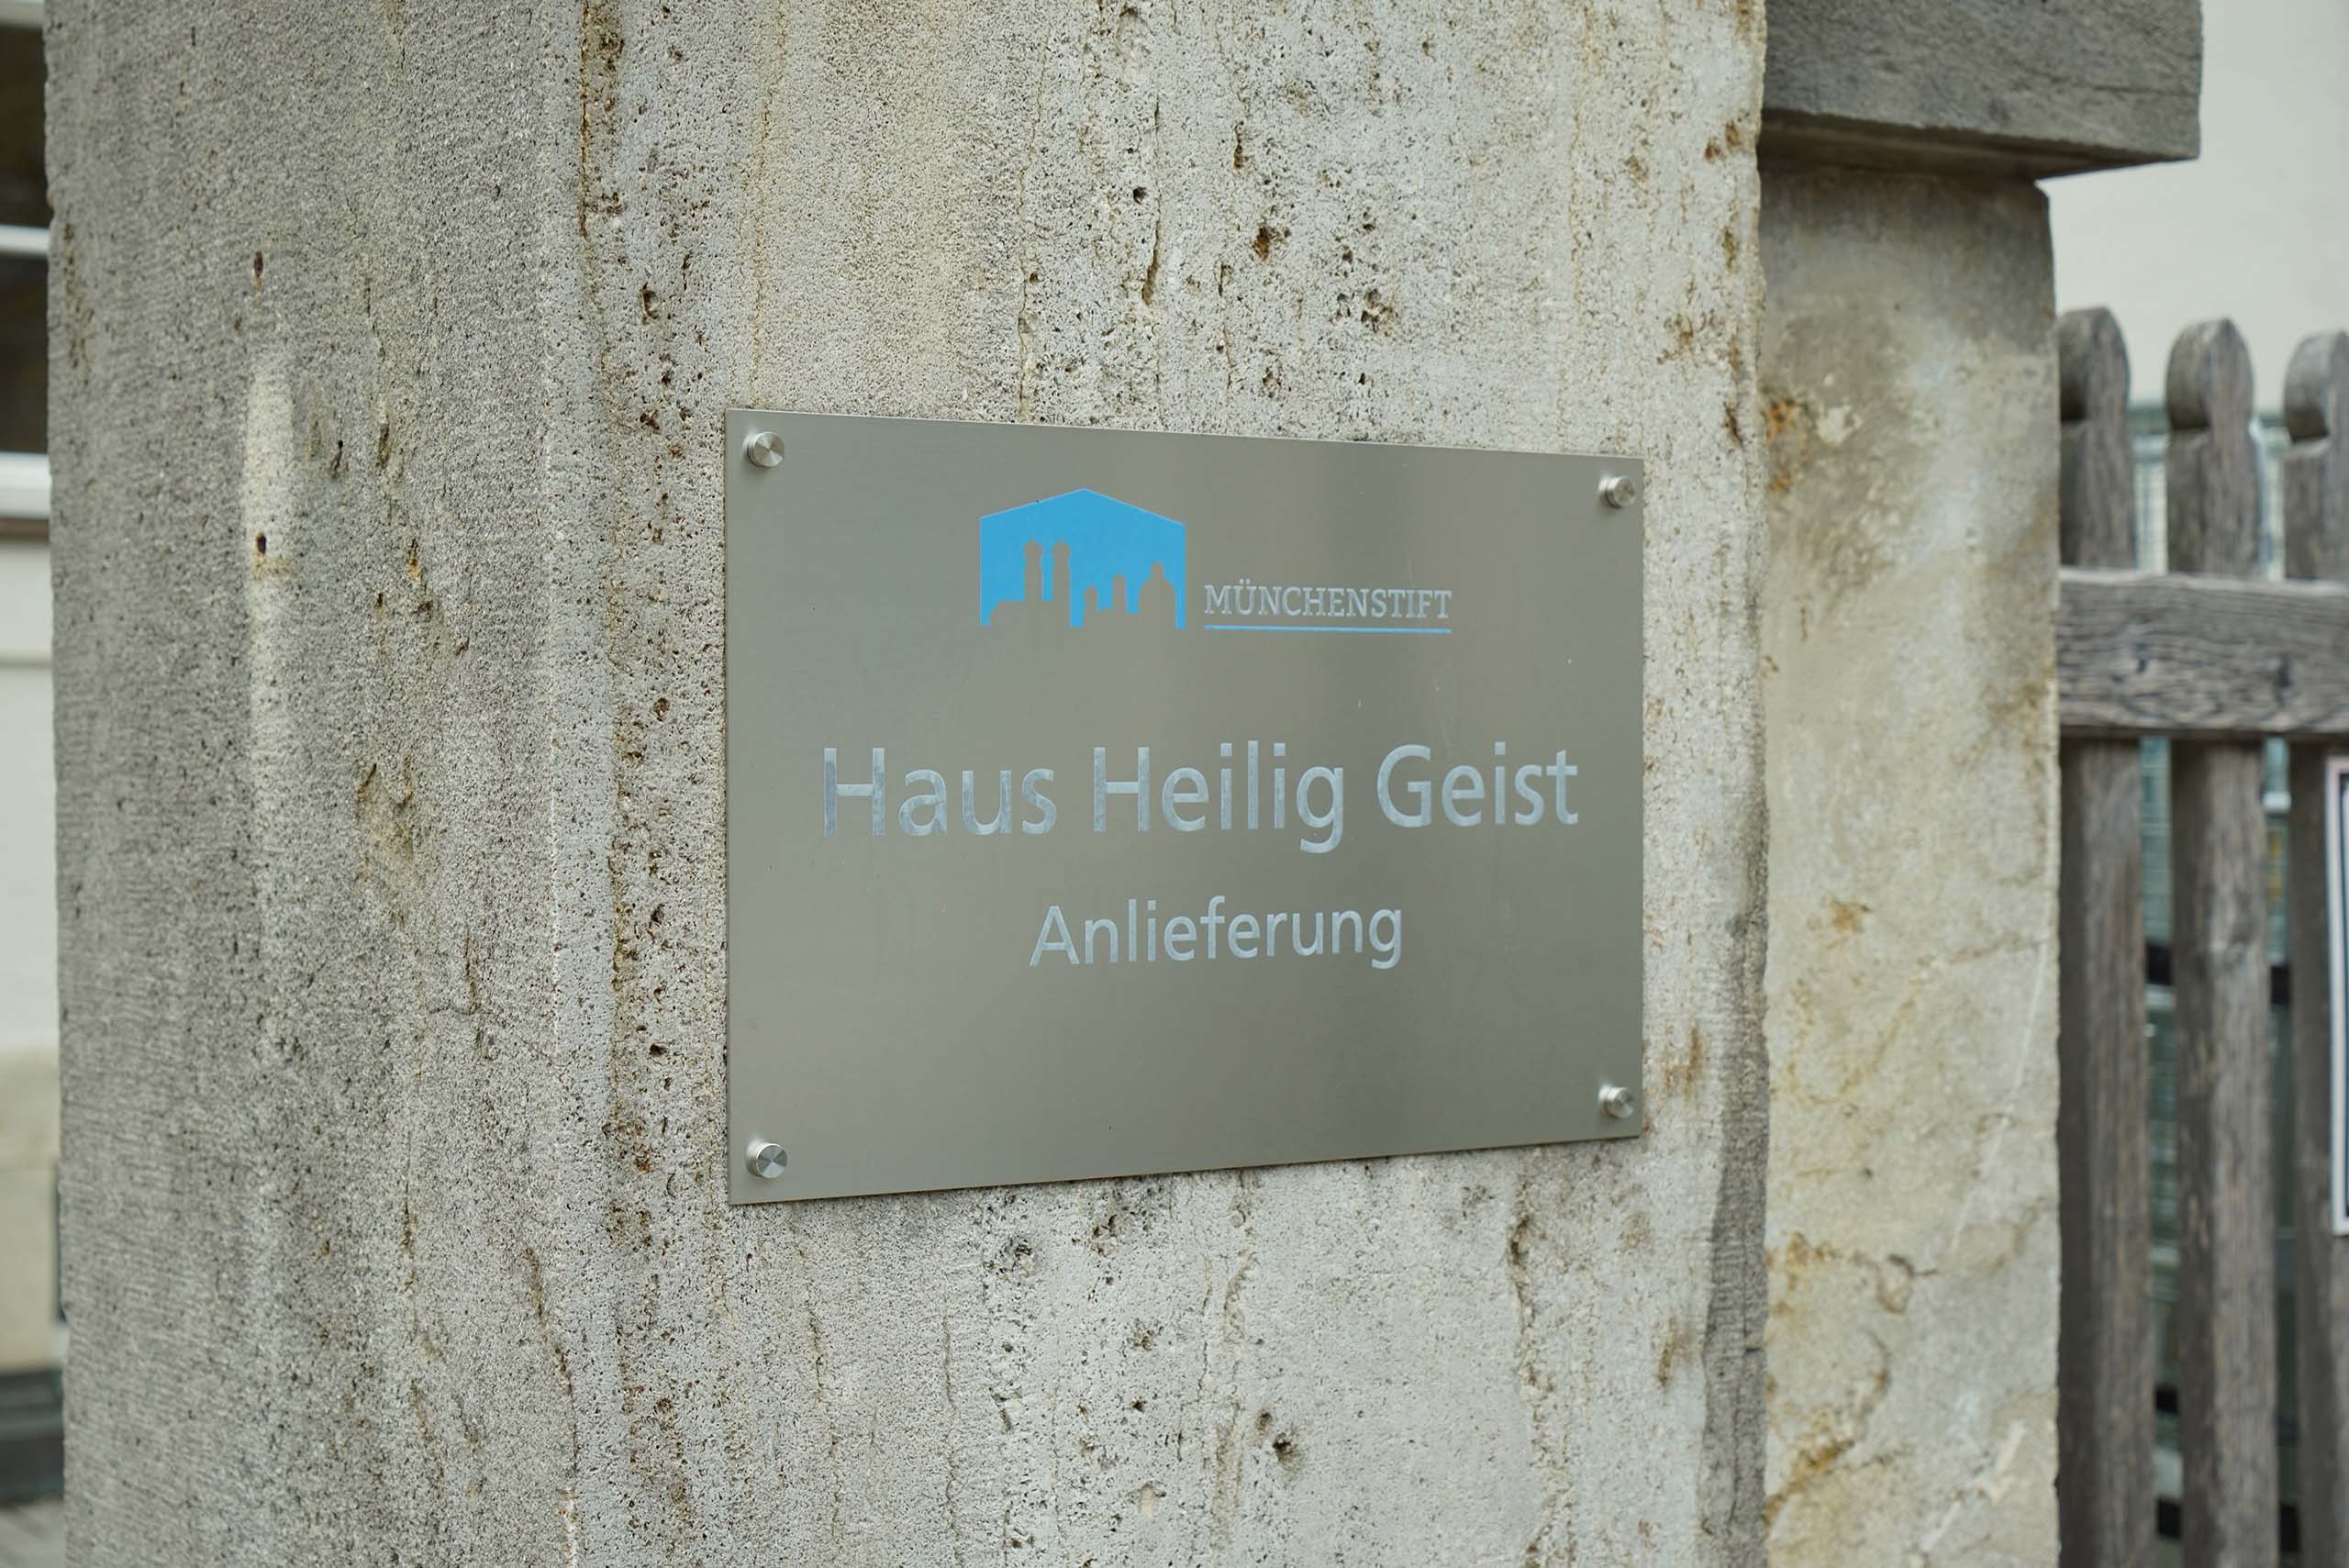 MÜNCHENSTIFT
Haus Heilig Geist
Anlieferung